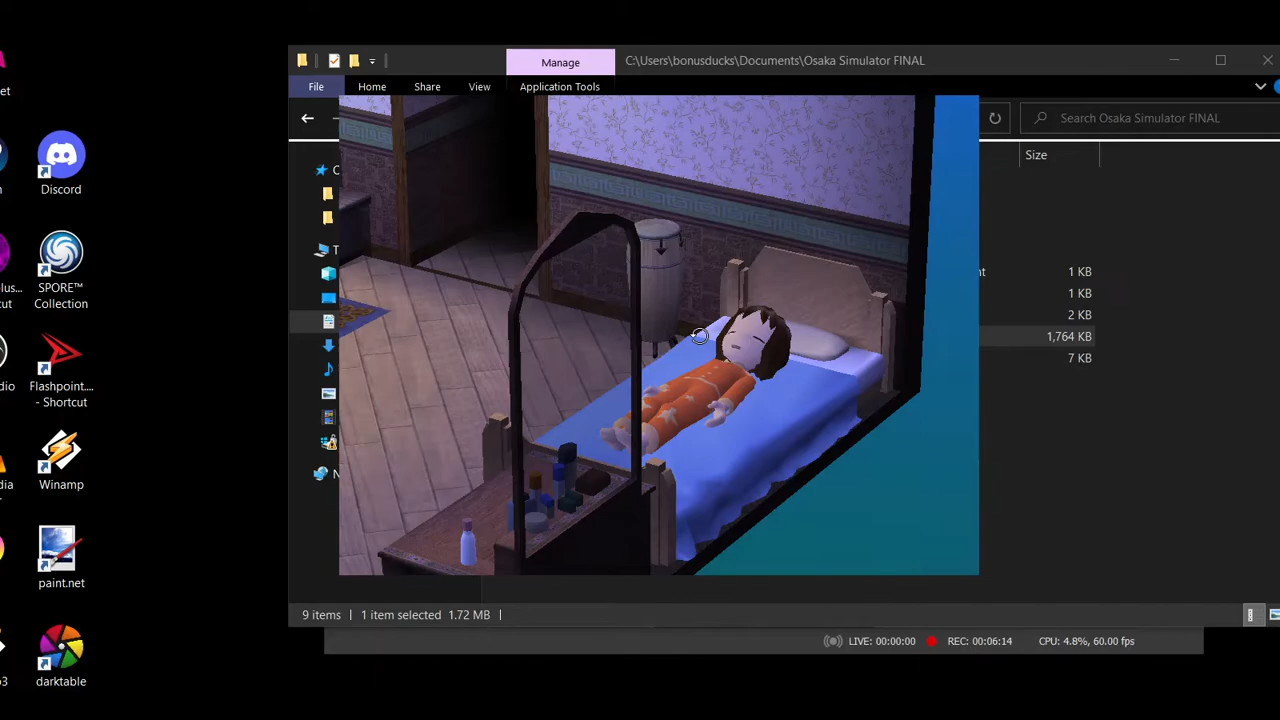 Manage
C:\Users\bonusducks\Documents\Osaka Simulator FINAL
File
Home
Share
View
Application Tools
Search Osaka Simulator FINAL
Size
1 KB
1 KB
2 KB
1,764 KB
7 KB
Discord
SPORE™
Collection
Flashpoint....
- Shortcut
Winamp
paint.net
darktable
9 items
1 item selected 1.72 MB
LIVE: 00:00:00
REC: 00:06:14
CPU: 4.8%, 60.00 fps